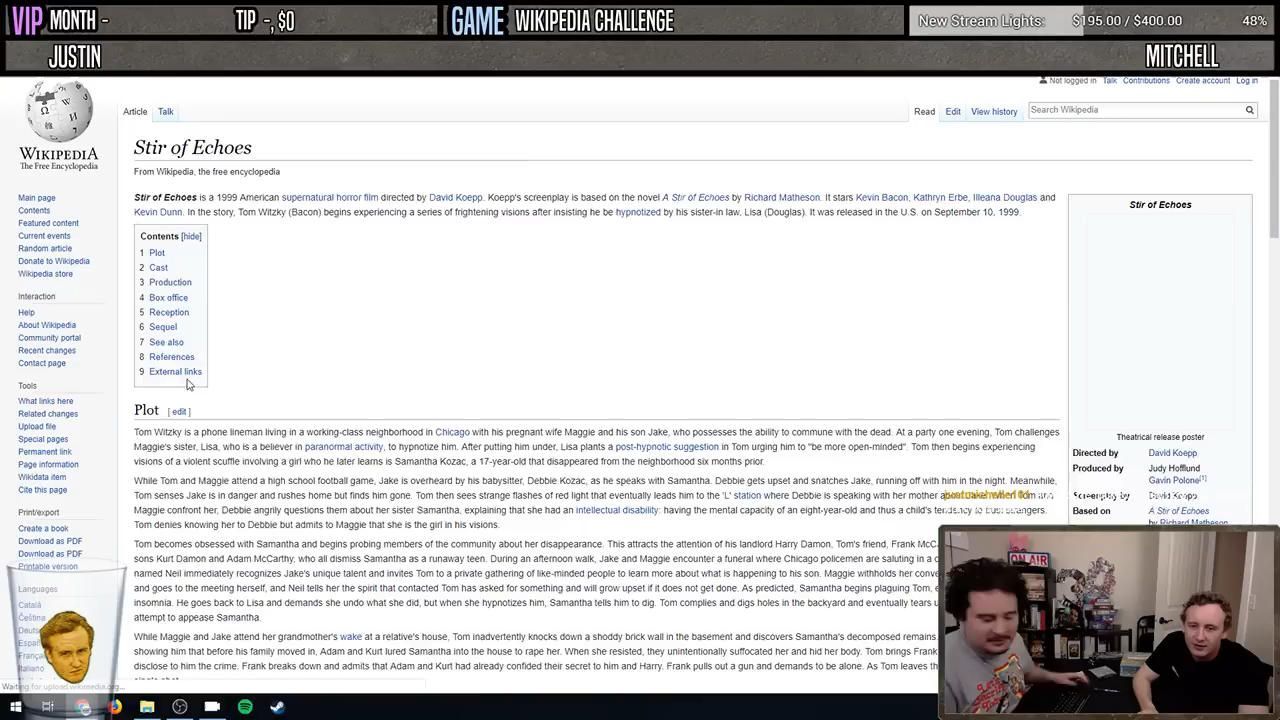 VIP MONTH - TIP -, $0 GAME WIKIPEDIA CHALLENGE New Stream Lights: $195.00 / $400.00 48%
JUSTIN MITCHELL
Not logged in Talk Contributions Create account Log in
Article Talk Read Edit View history Search Wikipedia
WIKIPEDIA
The Free Encyclopedia
Main page
Contents
Featured content
Current events
Random article
Donate to Wikipedia
Wikipedia store
Interaction
Help
About Wikipedia
Community portal
Recent changes
Contact page
Tools
What links here
Related changes
Upload file
Special pages
Permanent link
Page information
Wikidata item
Cite this page
Print/export
Create a book
Download as PDF
Download as PDF
Printable version
Languages
Català
Stir of Echoes
From Wikipedia, the free encyclopedia
Stir of Echoes is a 1999 American supernatural horror film directed by David Koepp. Koepp's screenplay is based on the novel A Stir of Echoes by Richard Matheson. It stars Kevin Bacon, Kathryn Erbe, Illeana Douglas and
Kevin Dunn. In the story, Tom Witzky (Bacon) begins experiencing a series of frightening visions after insisting he be hypnotized by his sister-in law, Lisa (Douglas). It was released in the U.S. on September 10, 1999.
Contents [hide]
1 Plot
2 Cast
3 Production
4 Box office
5 Reception
6 Sequel
7 See also
8 References
9 External links
Plot [ edit ]
Tom Witzky is a phone lineman living in a working-class neighborhood in Chicago with his pregnant wife Maggie and his son Jake, who possesses the ability to commune with the dead. At a party one evening, Tom challenges
Maggie's sister, Lisa, who is a believer in paranormal activity, to hypnotize him. After putting him under, Lisa plants a post-hypnotic suggestion in Tom urging him to "be more open-minded". Tom then begins experiencing
visions of a violent scuffle involving a girl who he later learns is Samantha Kozac, a 17-year-old that disappeared from the neighborhood six months prior.
While Tom and Maggie attend a high school football game, Jake is overheard by his babysitter, Debbie Kozac, as he speaks with Samantha. Debbie gets upset and snatches Jake, running off with him in the night. Meanwhile,
Tom senses Jake is in danger and rushes home but finds him gone. Tom then sees strange flashes of red light that eventually leads him to the 'L' station where Debbie is speaking with her mother
Maggie confront her, Debbie angrily questions them about her sister Samantha, explaining that she had an intellectual disability: having the mental capacity of an eight-year-old and thus a child's tendency to
Tom denies knowing her to Debbie but admits to Maggie that she is the girl in his visions.
Tom becomes obsessed with Samantha and begins probing members of the community about her disappearance. This attracts the attention of his landlord Harry Damon, Tom's friend, Frank McC
sons Kurt Damon and Adam McCarthy, who all dismiss Samantha as a runaway teen. During an afternoon walk, Jake and Maggie encounter a funeral where Chicago policemen are saluting in a c
named Neil immediately recognizes Jake's unique talent and invites Tom to a private gathering of like-minded people to learn more about what is happening to his son. Maggie withholds her conve
and goes to the meeting herself, and Neil tells her the spirit that contacted Tom has asked for something and will grow upset if it does not get done. As predicted, Samantha begins plaguing Tom,
insomnia. He goes back to Lisa and demands she undo what she did, but when she hypnotizes him, Samantha tells him to dig. Tom complies and digs holes in the backyard and eventually tears u
attempt to appease Samantha.
While Maggie and Jake attend her grandmother's wake at a relative's house, Tom inadvertently knocks down a shoddy brick wall in the basement and discovers Samantha's decomposed remains.
showing him that before his family moved in, Adam and Kurt lured Samantha into the house to rape her. When she resisted, they unintentionally suffocated her and hid her body. Tom brings Frank
disclose to him the crime. Frank breaks down and admits that Adam and Kurt had already confided their secret to him and Harry. Frank pulls out a gun and demands to be alone. As Tom leaves th
Stir of Echoes
Theatrical release poster
Directed by David Koepp
Produced by Judy Hofflund
Gavin Polone[1]
Screenplay by David Koepp
Based on A Stir of Echoes
by Richard Matheson
ON AIR
Waiting for upload.wikimedia.org...